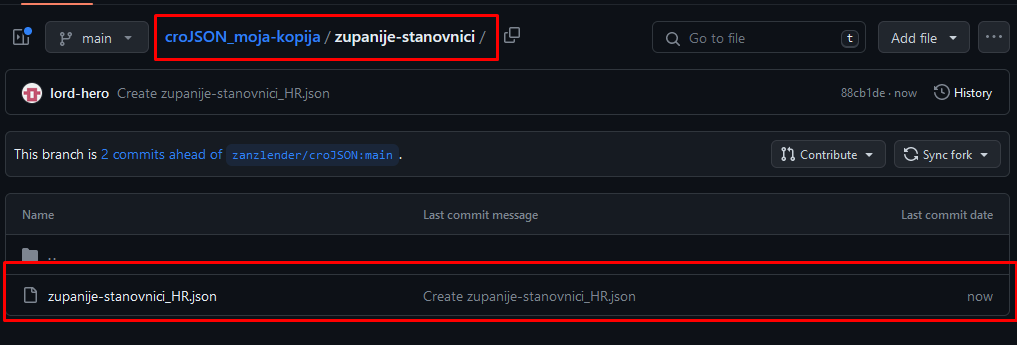 main
croJSON_moja-kopija / zupanije-stanovnici /
Go to file
t
Add file
lord-hero Create zupanije-stanovnici_HR.json
88cb1de · now
History
This branch is 2 commits ahead of zanzlender/croJSON:main .
Contribute
Sync fork
Name Last commit message Last commit date
..
zupanije-stanovnici_HR.json Create zupanije-stanovnici_HR.json now